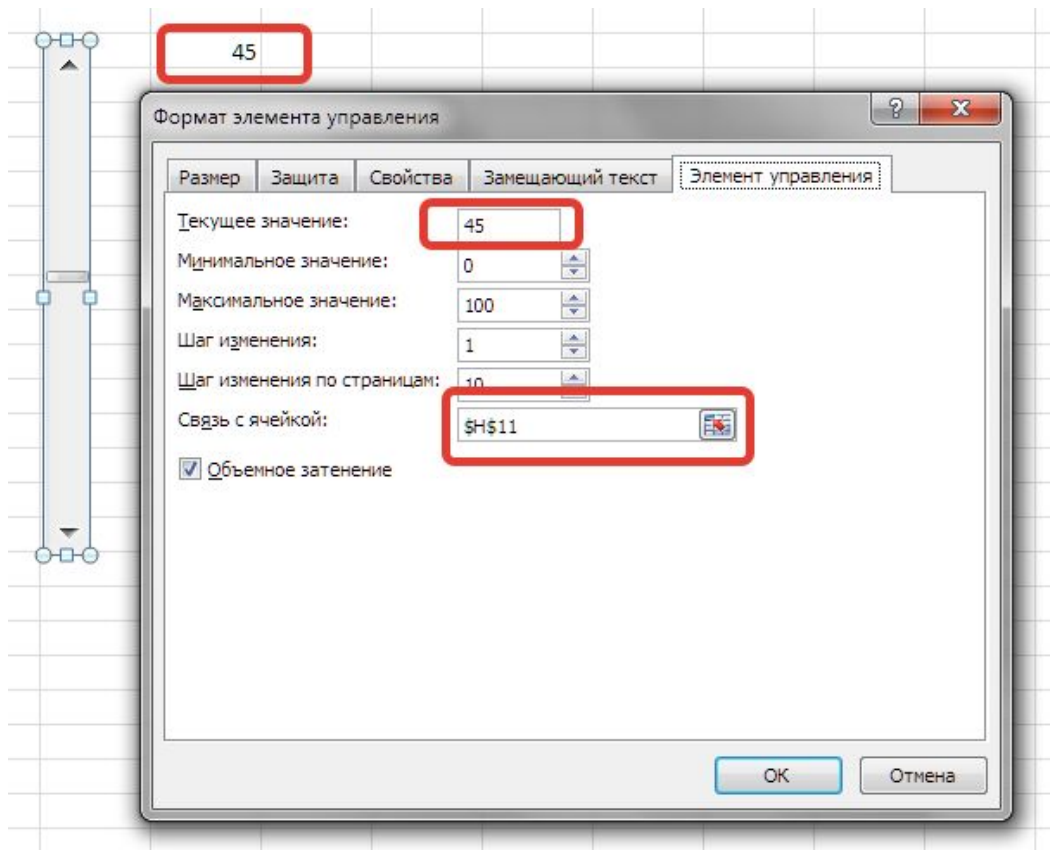 45
Формат элемента управления
Размер Защита Свойства Замещающий текст Элемент управления
Текущее значение: 45
Минимальное значение: 0
Максимальное значение: 100
Шаг изменения: 1
Шаг изменения по страницам: 10
Связь с ячейкой: $H$11
Объемное затенение
ОК Отмена